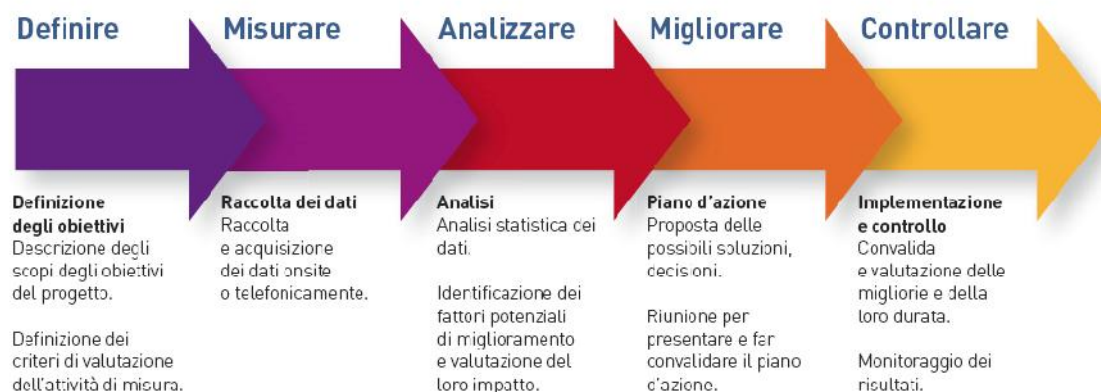 Definire
Misurare
Analizzare
Migliorare
Controllare
Definizione
degli obiettivi
Descrizione degli
scopi degli obiettivi
del progetto.
Definizione dei
criteri di valutazione
dell'attività di misura.
Raccolta dei dati
Raccolta
e acquisizione
dei dati onsite
o telefonicamente.
Analisi
Analisi statistica dei
dati.
Identificazione dei
fattori potenziali
di miglioramento
e valutazione del
loro impatto.
Piano d'azione
Proposta delle
possibili soluzioni,
decisioni.
Riunione per
presentare e far
convalidare il piano
d'azione.
Implementazione
e controllo
Convalida
e valutazione delle
migliorie e della
loro durata.
Monitoraggio dei
risultati.